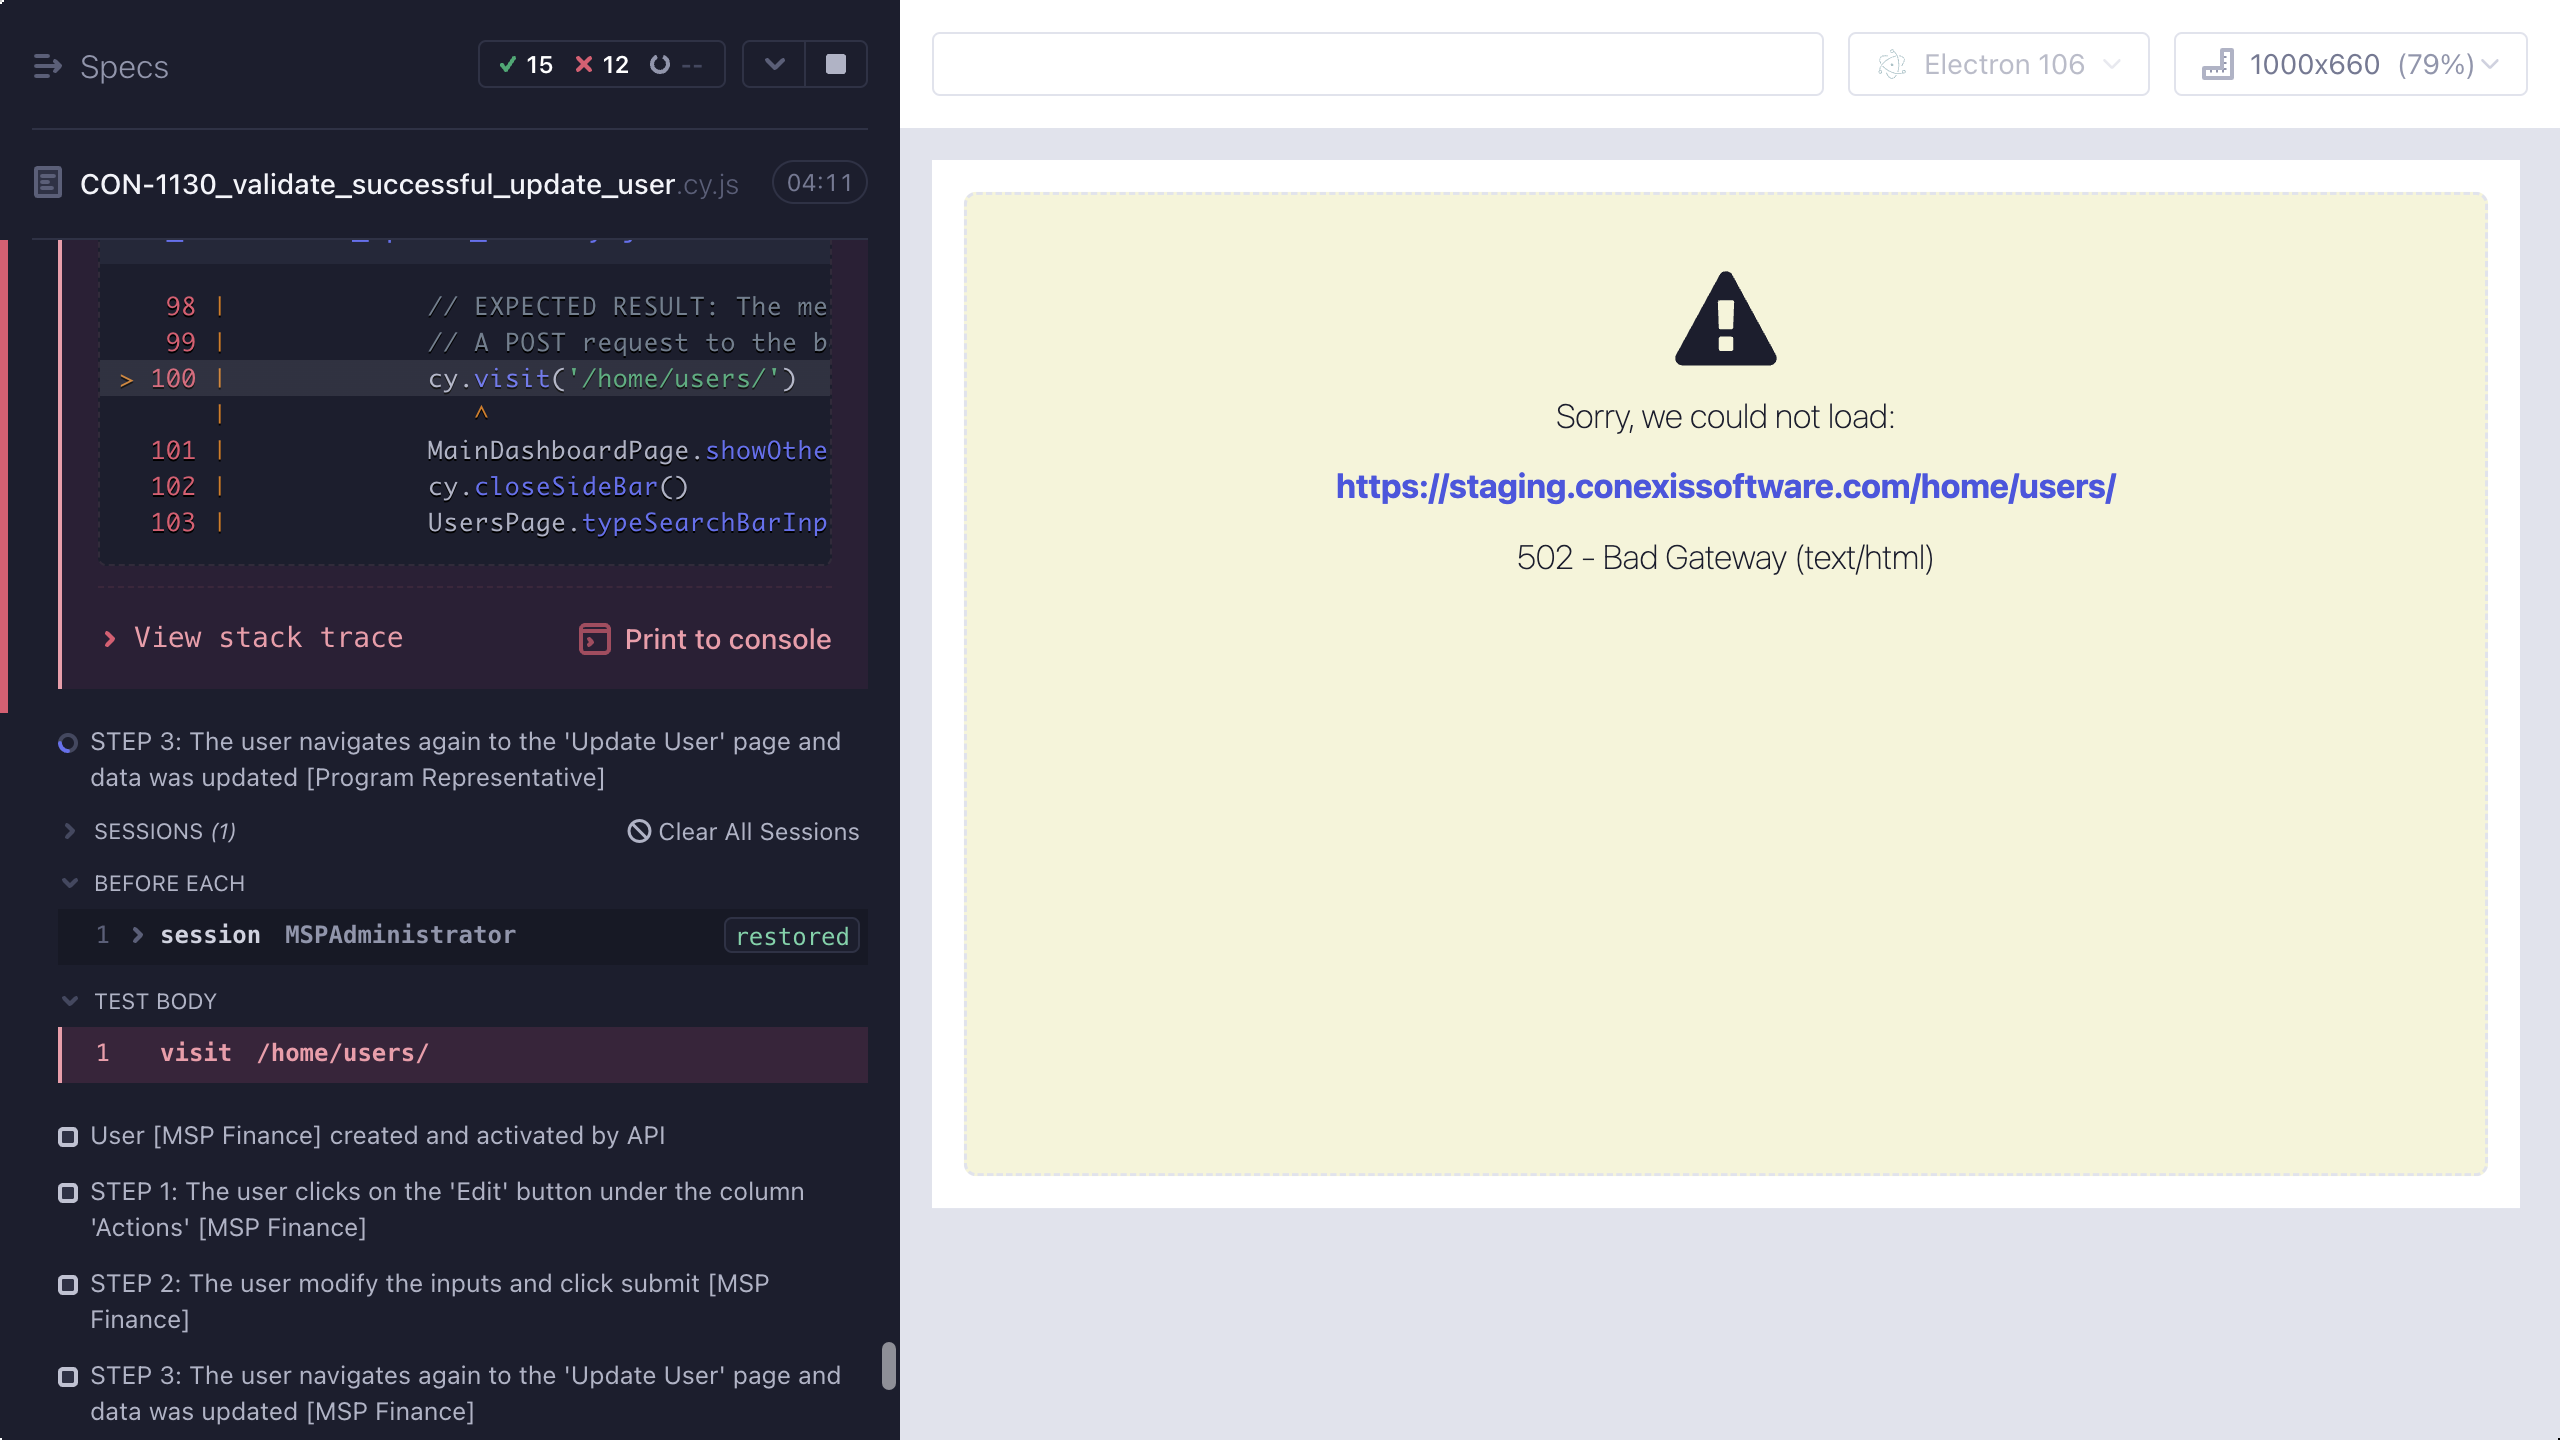 Specs
15 12 --
CON-1130_validate_successful_update_user.cy.js 04:11
98 | // EXPECTED RESULT: The me
99 | // A POST request to the b
> 100 | cy.visit('/home/users/')
| ^
101 | MainDashboardPage.showOthe
102 | cy.closeSideBar()
103 | UsersPage.typeSearchBarInp
View stack trace
Print to console
STEP 3: The user navigates again to the 'Update User' page and
data was updated [Program Representative]
SESSIONS (1)
Clear All Sessions
BEFORE EACH
1 session MSPAdministrator restored
TEST BODY
1 visit /home/users/
User [MSP Finance] created and activated by API
STEP 1: The user clicks on the 'Edit' button under the column
'Actions' [MSP Finance]
STEP 2: The user modify the inputs and click submit [MSP
Finance]
STEP 3: The user navigates again to the 'Update User' page and
data was updated [MSP Finance]
Electron 106
1000x660 (79%)
Sorry, we could not load:
https://staging.conexissoftware.com/home/users/
502 - Bad Gateway (text/html)